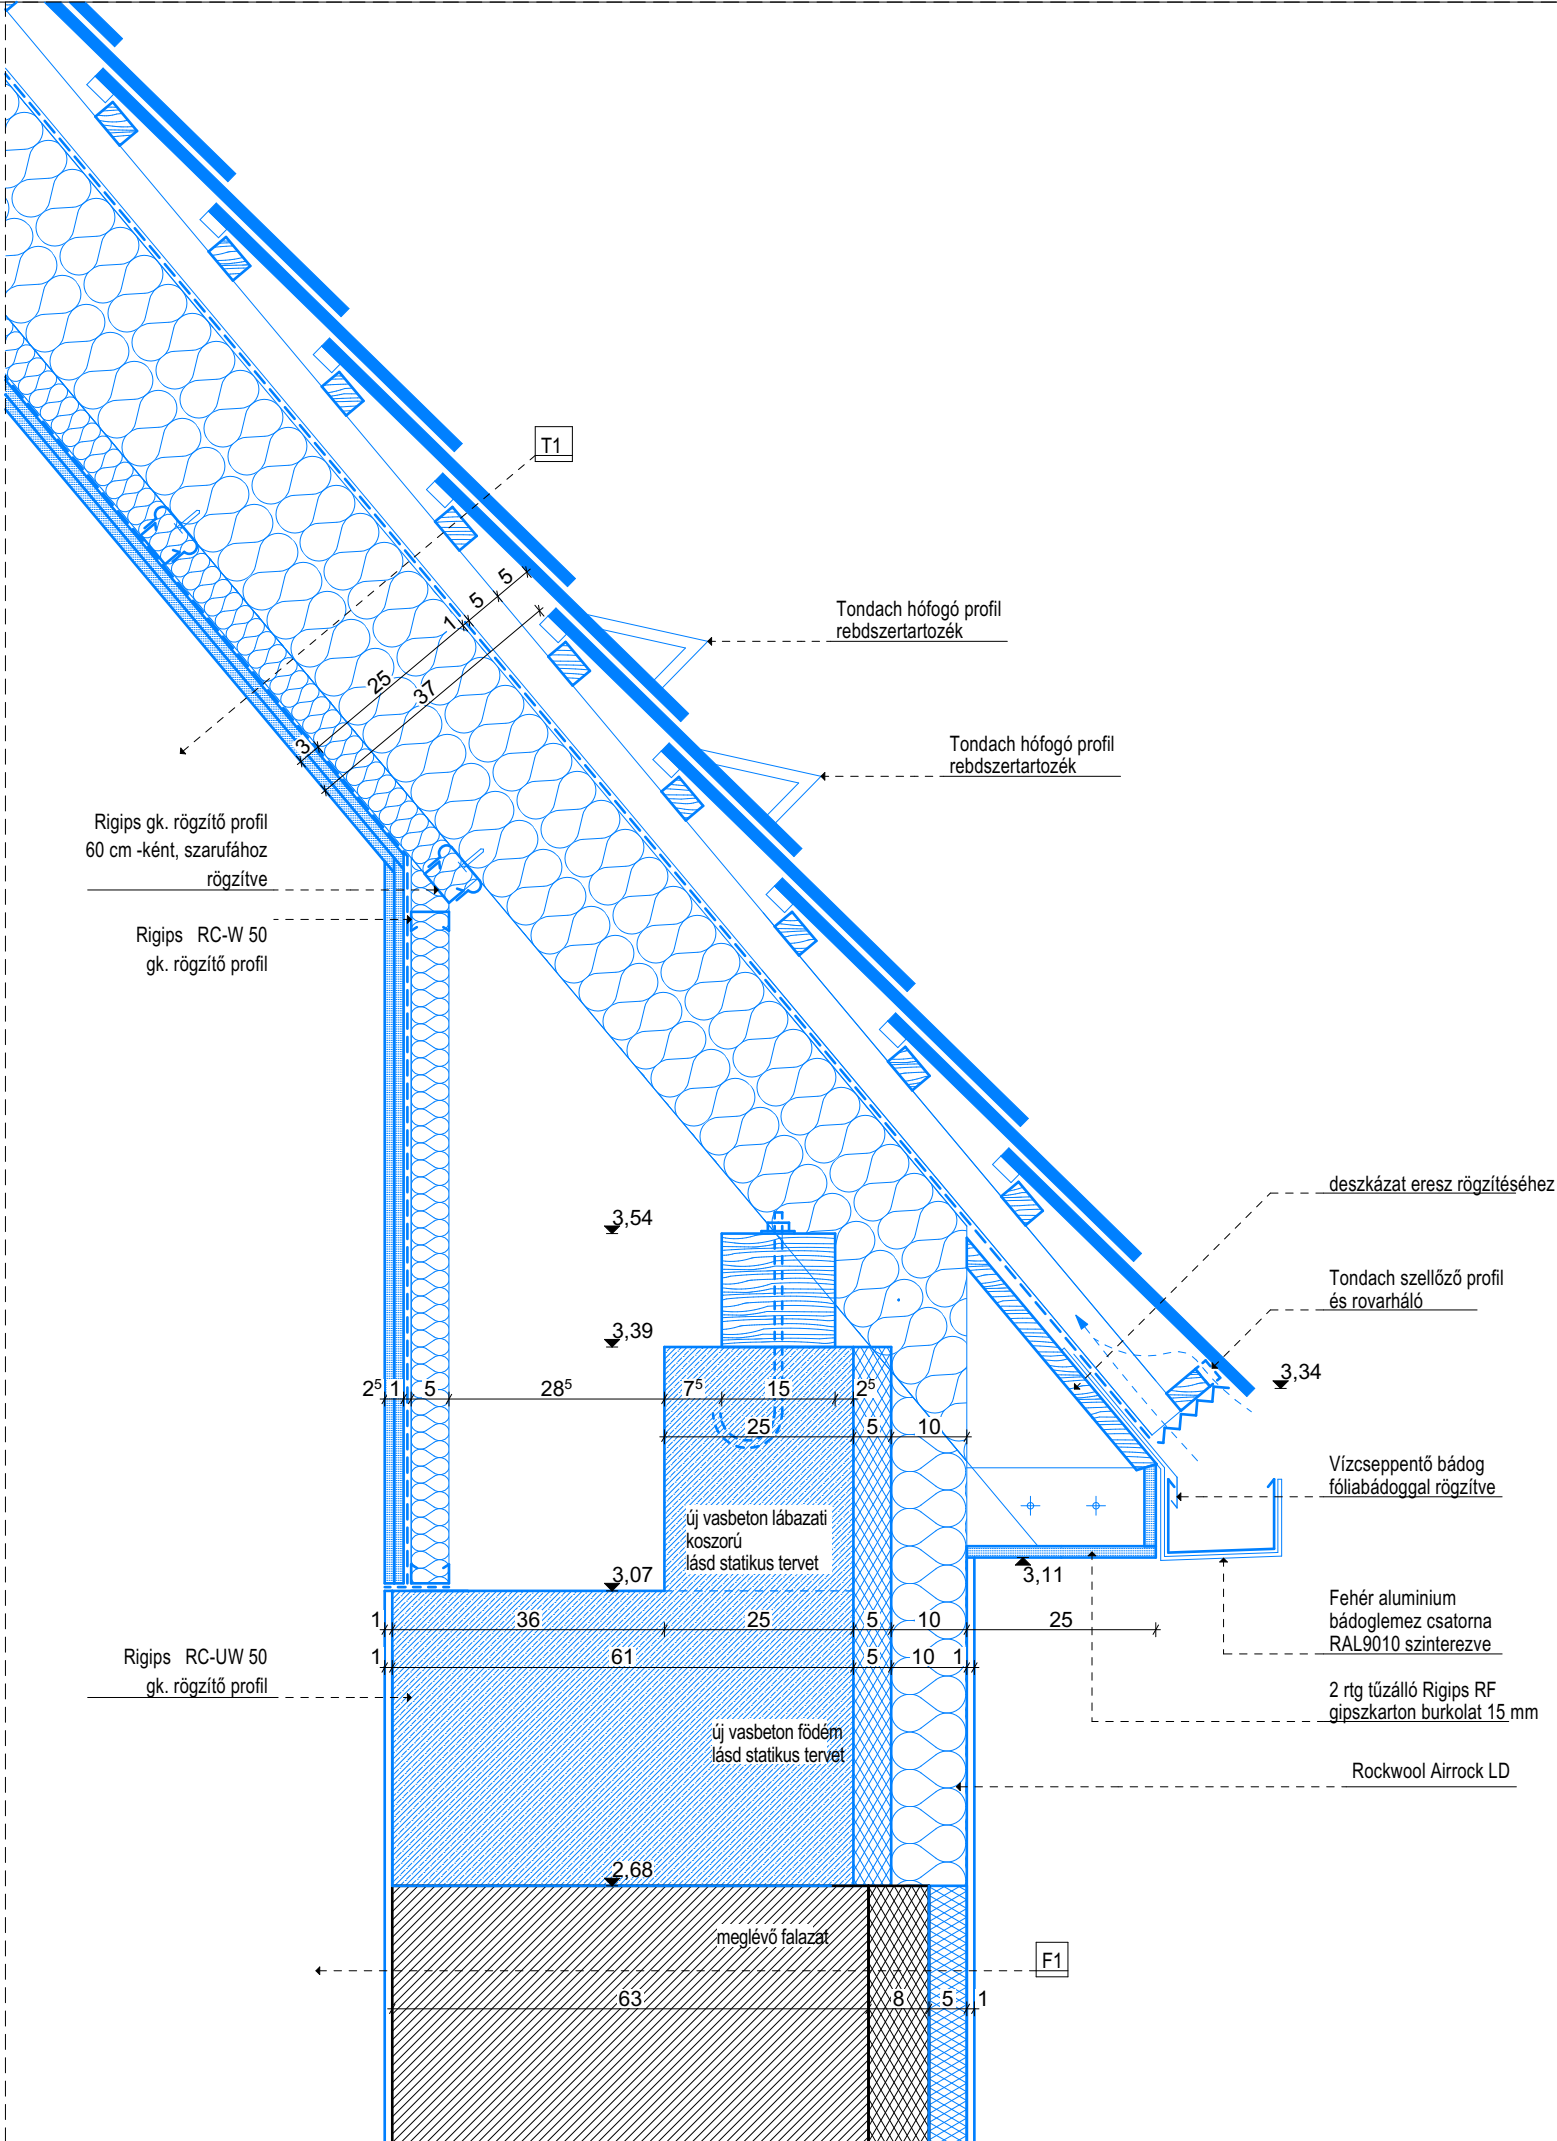 T1
5
5
1
25
37
3
Tondach hófogó profil
rebdszertartozék
Tondach hófogó profil
rebdszertartozék
Rigips gk. rögzítő profil
60 cm -ként, szarufához
rögzítve
Rigips RC-W 50
gk. rögzítő profil
deszkázat eresz rögzítéséhez
3,54
Tondach szellőző profil
és rovarháló
3,39
3,34
2⁵ 1 5 28⁵ 7⁵ 15 2⁵
25 5 10
Vízcseppentő bádog
fóliabádoggal rögzítve
új vasbeton lábazati
koszorú
lásd statikus tervet
3,07
3,11
Fehér aluminium
bádoglemez csatorna
RAL9010 szinterezve
1 36 25 5 10 25
Rigips RC-UW 50
gk. rögzítő profil
1 61 5 10 1
2 rtg tűzálló Rigips RF
gipszkarton burkolat 15 mm
új vasbeton födém
lásd statikus tervet
Rockwool Airrock LD
2,68
meglévő falazat
F1
63 8 5 1